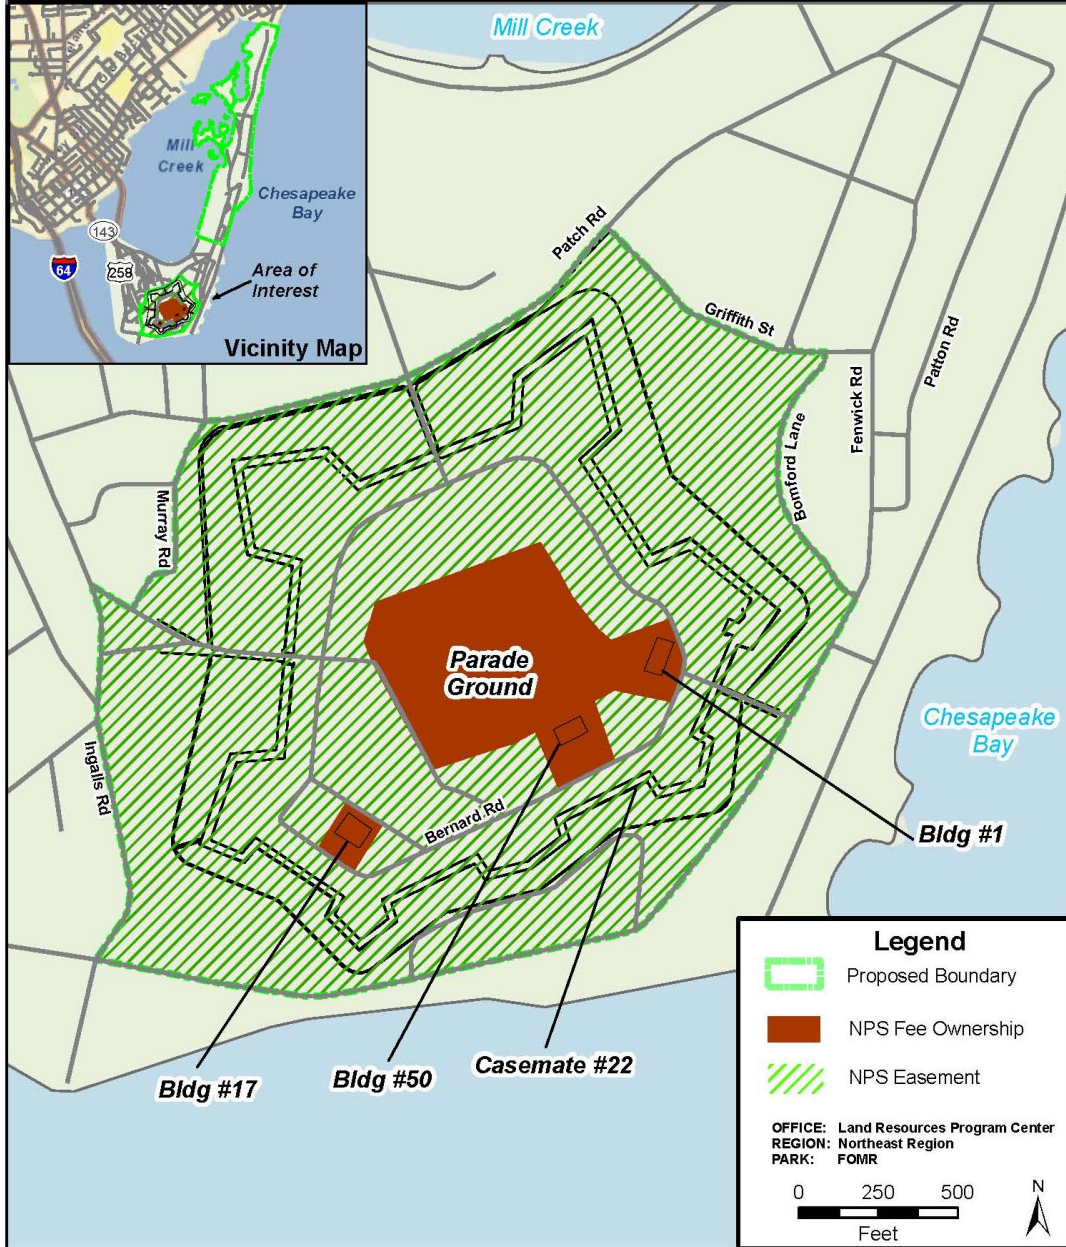 Mill Creek
Mill
Creek
Chesapeake
Bay
143
64
258
Area of
Interest
Vicinity Map
Patch Rd
Griffith St
Patton Rd
Fenwick Rd
Bomford Lane
Murray Rd
Parade
Ground
Chesapeake
Bay
Ingalls Rd
Bernard Rd
Bldg #1
Casemate #22
Bldg #50
Bldg #17
Legend
Proposed Boundary
NPS Fee Ownership
NPS Easement
OFFICE: Land Resources Program Center
REGION: Northeast Region
PARK: FOMR
0 250 500
Feet
N